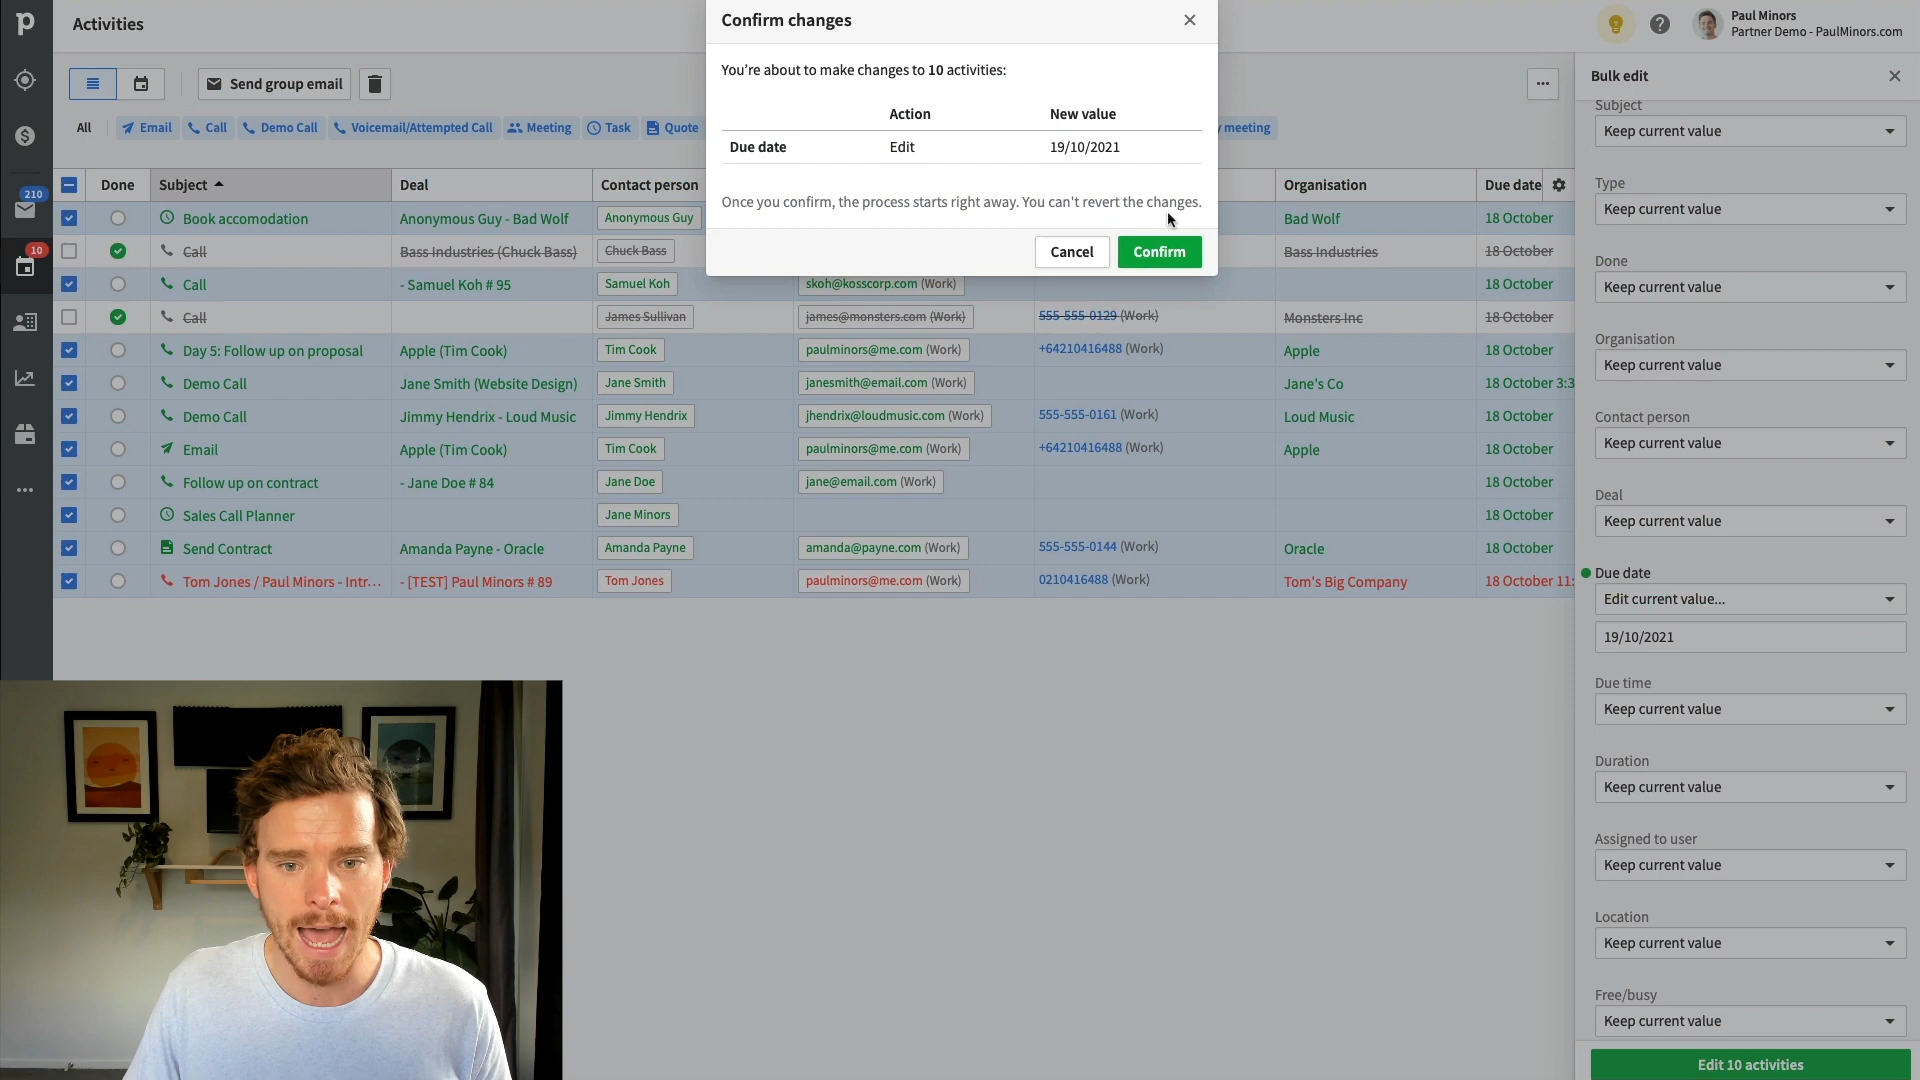 Activities
Confirm changes
Paul Minors
Partner Demo - PaulMinors.com
Send group email
You're about to make changes to 10 activities:
Action New value
Due date Edit 19/10/2021
Once you confirm, the process starts right away. You can't revert the changes.
Cancel Confirm
All Email Call Demo Call Voicemail/Attempted Call Meeting Task Quote meeting
210
10
Done Subject Deal Contact person Organisation Due date
Book accomodation Anonymous Guy - Bad Wolf Anonymous Guy Bad Wolf 18 October
Call Bass Industries (Chuck Bass) Chuck Bass Bass Industries 18 October
Call - Samuel Koh # 95 Samuel Koh skoh@kosscorp.com (Work) 18 October
Call James Sullivan james@monsters.com (Work) 555-555-0129 (Work) Monsters Inc 18 October
Day 5: Follow up on proposal Apple (Tim Cook) Tim Cook paulminors@me.com (Work) +64210416488 (Work) Apple 18 October
Demo Call Jane Smith (Website Design) Jane Smith janesmith@email.com (Work) Jane's Co 18 October 3:3
Demo Call Jimmy Hendrix - Loud Music Jimmy Hendrix jhendrix@loudmusic.com (Work) 555-555-0161 (Work) Loud Music 18 October
Email Apple (Tim Cook) Tim Cook paulminors@me.com (Work) +64210416488 (Work) Apple 18 October
Follow up on contract - Jane Doe # 84 Jane Doe jane@email.com (Work) 18 October
Sales Call Planner Jane Minors 18 October
Send Contract Amanda Payne - Oracle Amanda Payne amanda@payne.com (Work) 555-555-0144 (Work) Oracle 18 October
Tom Jones / Paul Minors - Intr... - [TEST] Paul Minors # 89 Tom Jones paulminors@me.com (Work) 0210416488 (Work) Tom's Big Company 18 October 11:
Bulk edit
Subject
Keep current value
Type
Keep current value
Done
Keep current value
Organisation
Keep current value
Contact person
Keep current value
Deal
Keep current value
Due date
Edit current value...
19/10/2021
Due time
Keep current value
Duration
Keep current value
Assigned to user
Keep current value
Location
Keep current value
Free/busy
Keep current value
Edit 10 activities